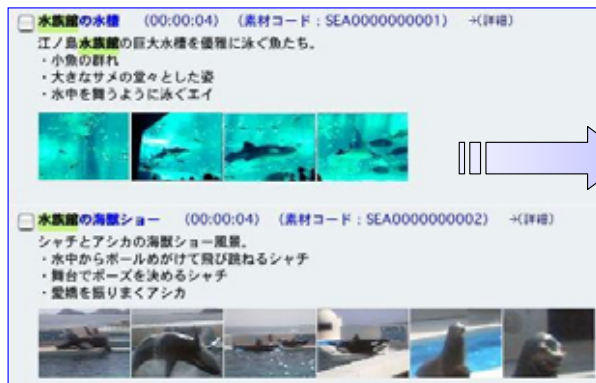 水族館の水槽 (00:00:04) (素材コード：SEA0000000001) →(詳細)
江ノ島水族館の巨大水槽を優雅に泳ぐ魚たち。
・小魚の群れ
・大きなサメの堂々とした姿
・水中を舞うように泳ぐエイ
水族館の海獣ショー (00:00:04) (素材コード：SEA0000000002) →(詳細)
シャチとアシカの海獣ショー風景。
・水中からボールめがけて飛び跳ねるシャチ
・舞台でポーズを決めるシャチ
・愛嬌を振りまくアシカ